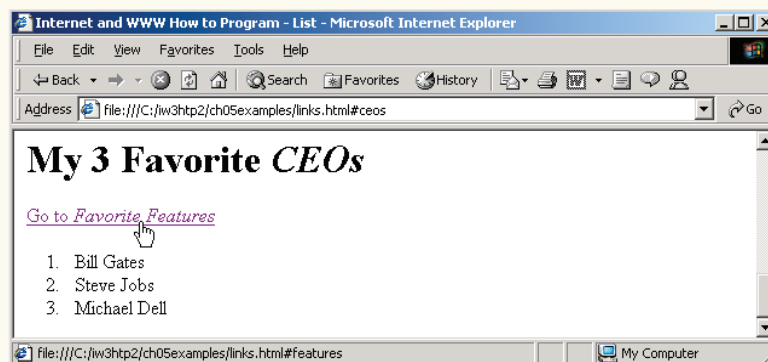 Internet and WWW How to Program - List - Microsoft Internet Explorer
File Edit View Favorites Tools Help
Back Search Favorites History
Address file:///C:/iw3htp2/ch05examples/links.html#ceos Go
My 3 Favorite CEOs
Go to Favorite Features
1. Bill Gates
2. Steve Jobs
3. Michael Dell
file:///C:/iw3htp2/ch05examples/links.html#features My Computer